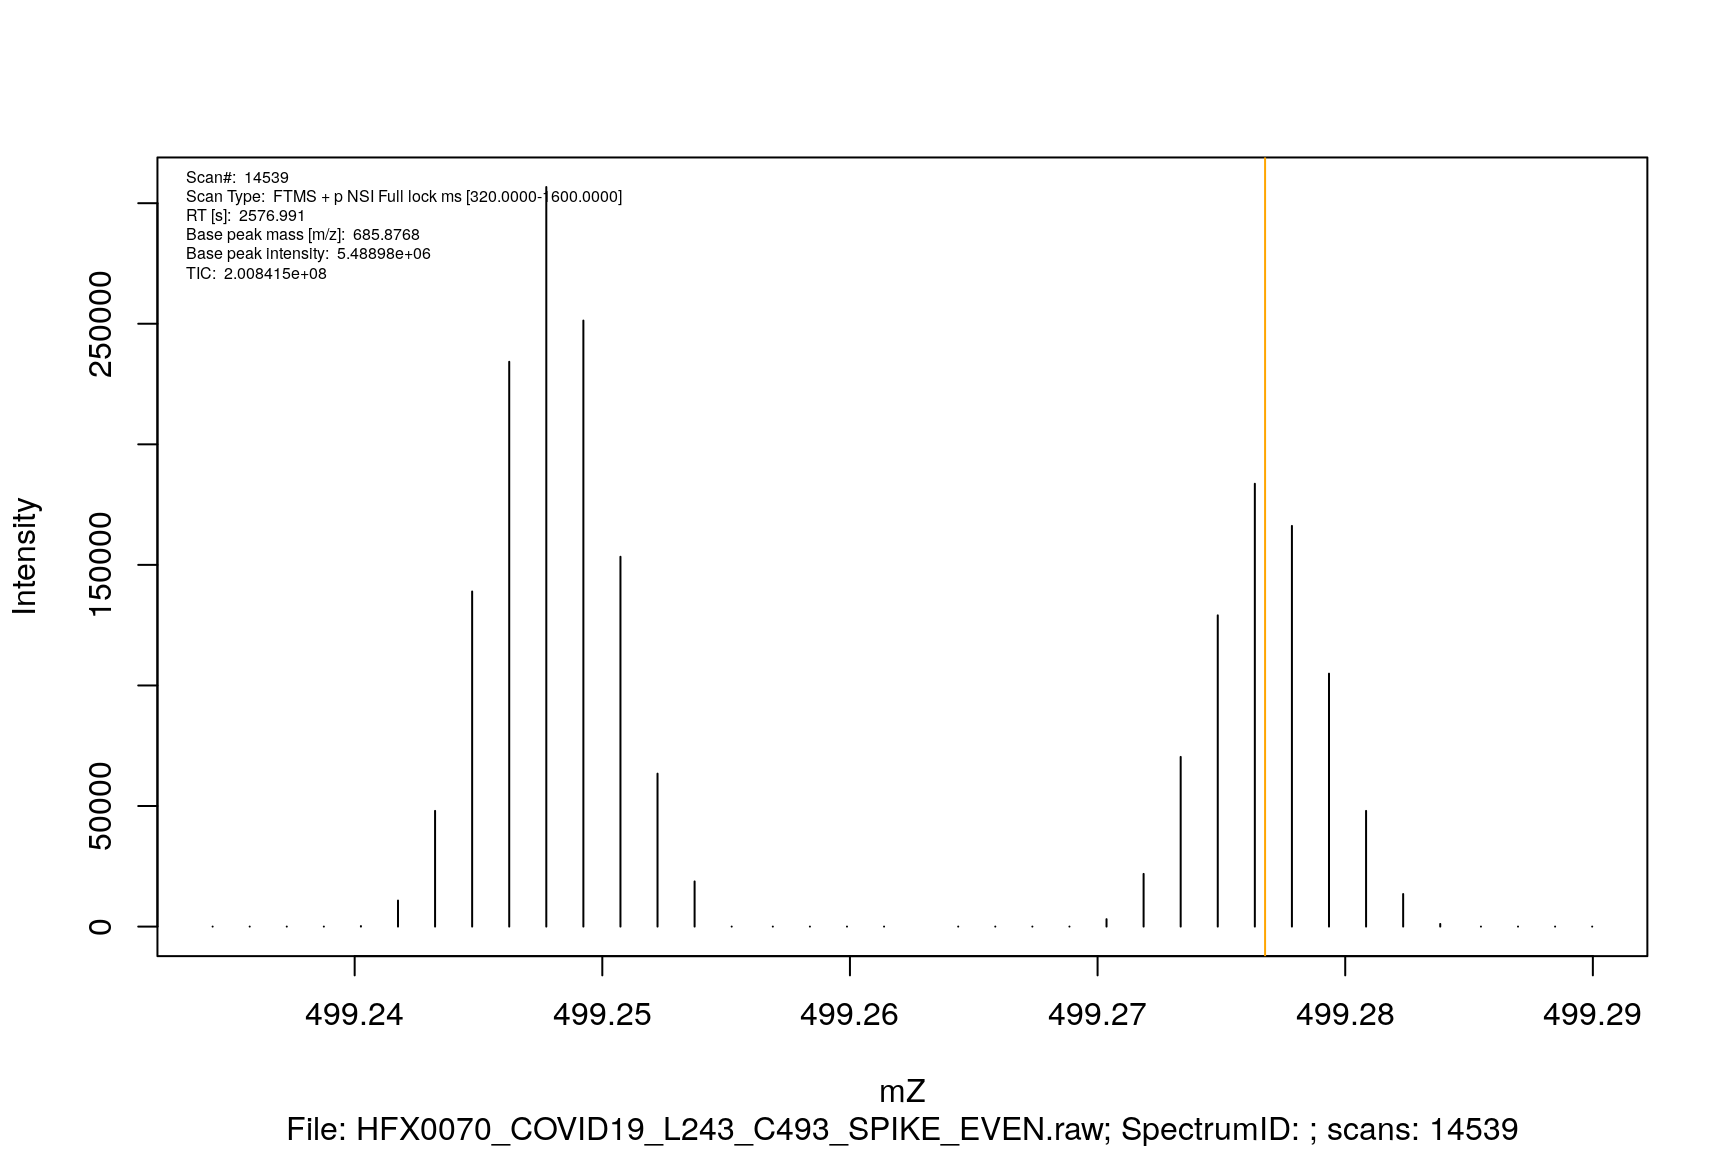 Scan#: 14539
Scan Type: FTMS + p NSI Full lock ms [320.0000-1600.0000]
RT [s]: 2576.991
Base peak mass [m/z]: 685.8768
Base peak intensity: 5.48898e+06
TIC: 2.008415e+08
250000
150000
50000
0
Intensity
499.24 499.25 499.26 499.27 499.28 499.29
mZ
File: HFX0070_COVID19_L243_C493_SPIKE_EVEN.raw; SpectrumID: ; scans: 14539